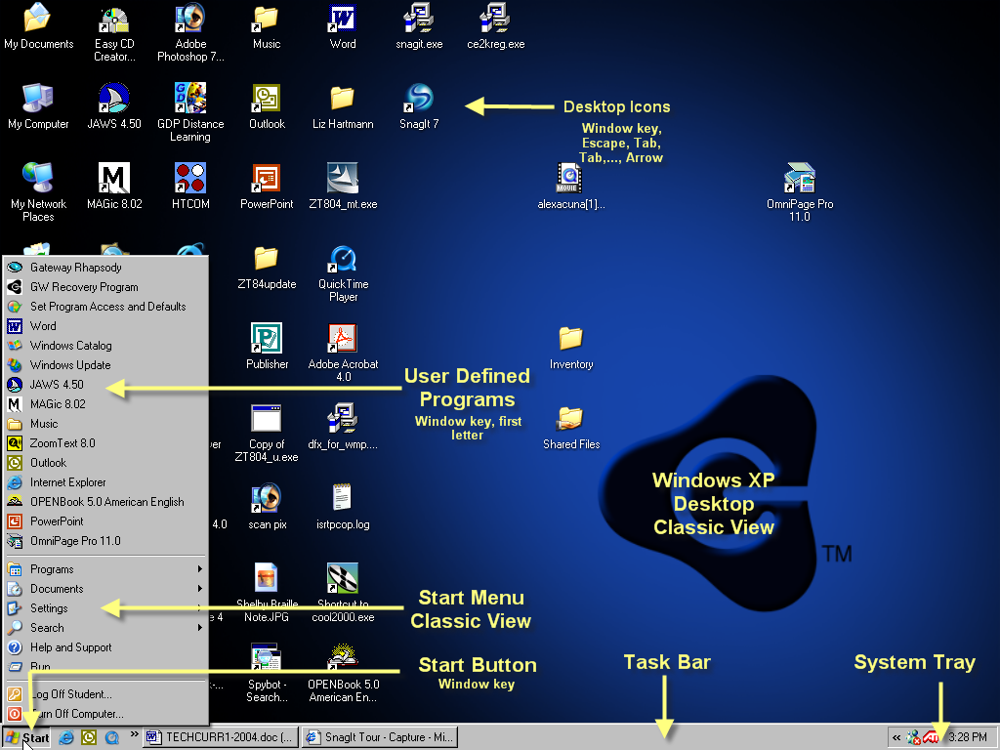 My Documents
Easy CD
Creator...
Adobe
Photoshop 7...
Music
Word
snagit.exe
ce2kreg.exe
My Computer
JAWS 4.50
GDP Distance
Learning
Outlook
Liz Hartmann
SnagIt 7
Desktop Icons
Window key,
Escape, Tab,
Tab,..., Arrow
My Network
Places
MAGic 8.02
HTCOM
PowerPoint
ZT804_mt.exe
MOVIE
alexacuna[1]...
OmniPage Pro
11.0
ZT84update
QuickTime
Player
Publisher
Adobe Acrobat
4.0
Inventory
Copy of
ZT804_u.exe
dfx_for_wmp....
Shared Files
ver
4.0
scan pix
isrtpcop.log
Shelby Braille
Note.JPG
Shortcut to
cool2000.exe
e 4
Spybot -
Search...
OPENBook 5.0
American En...
Gateway Rhapsody
GW Recovery Program
Set Program Access and Defaults
Word
Windows Catalog
Windows Update
JAWS 4.50
MAGic 8.02
Music
ZoomText 8.0
Outlook
Internet Explorer
OPENBook 5.0 American English
PowerPoint
OmniPage Pro 11.0
Programs
Documents
Settings
Search
Help and Support
Run...
Log Off Student...
Turn Off Computer...
User Defined
Programs
Window key, first
letter
Windows XP
Desktop
Classic View
TM
Start Menu
Classic View
Start Button
Window key
Task Bar
System Tray
Start
TECHCURR1-2004.doc (...
SnagIt Tour - Capture - Mi...
3:28 PM